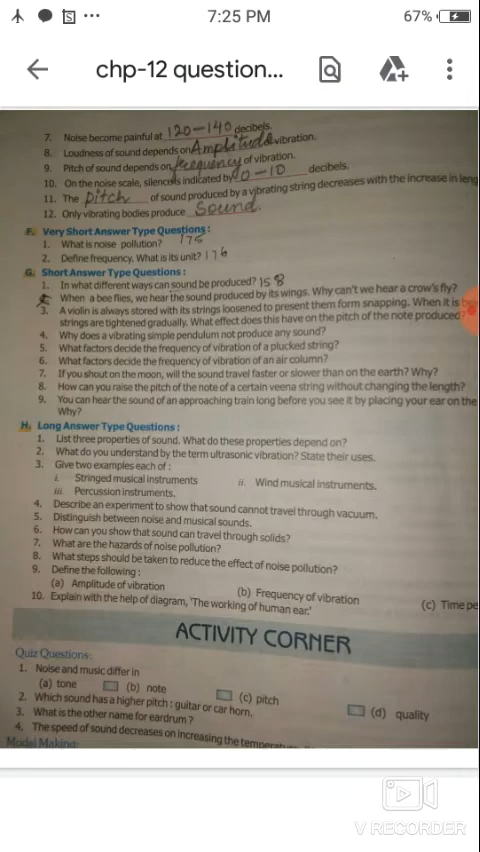 7:25 PM
67%
chp-12 question...
7. Noise become painful at 120-140 decibels.
8. Loudness of sound depends on Amplitude vibration.
9. Pitch of sound depends on frequency of vibration.
10. On the noise scale, silence is indicated by 0-10 decibels.
11. The pitch of sound produced by a vibrating string decreases with the increase in leng
12. Only vibrating bodies produce sound.
F. Very Short Answer Type Questions :
1. What is noise pollution? 175
2. Define frequency. What is its unit? 176
G. Short Answer Type Questions :
1. In what different ways can sound be produced? 158
When a bee flies, we hear the sound produced by its wings. Why can't we hear a crow's fly?
3. A violin is always stored with its strings loosened to present them form snapping. When it is
strings are tightened gradually. What effect does this have on the pitch of the note produced?
4. Why does a vibrating simple pendulum not produce any sound?
5. What factors decide the frequency of vibration of a plucked string?
6. What factors decide the frequency of vibration of an air column?
7. If you shout on the moon, will the sound travel faster or slower than on the earth? Why?
8. How can you raise the pitch of the note of a certain veena string without changing the length?
9. You can hear the sound of an approaching train long before you see it by placing your ear on the
Why?
H. Long Answer Type Questions :
1. List three properties of sound. What do these properties depend on?
2. What do you understand by the term ultrasonic vibration? State their uses.
3. Give two examples each of :
i. Stringed musical instruments ii. Wind musical instruments.
iii. Percussion instruments.
4. Describe an experiment to show that sound cannot travel through vacuum.
5. Distinguish between noise and musical sounds.
6. How can you show that sound can travel through solids?
7. What are the hazards of noise pollution?
8. What steps should be taken to reduce the effect of noise pollution?
9. Define the following :
(a) Amplitude of vibration (b) Frequency of vibration (c) Time pe
10. Explain with the help of diagram, 'The working of human ear.'
ACTIVITY CORNER
Quiz Questions:
1. Noise and music differ in
(a) tone (b) note (c) pitch (d) quality
2. Which sound has a higher pitch : guitar or car horn.
3. What is the other name for eardrum ?
4. The speed of sound decreases on increasing the
Model Making:
V RECORDER